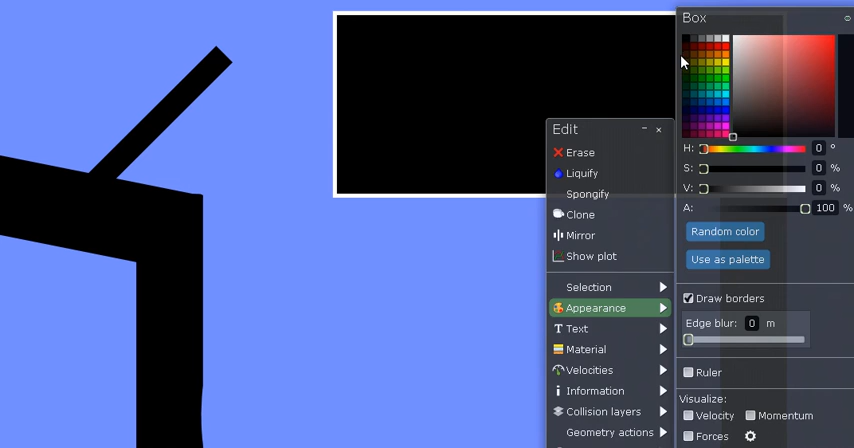 Box
Edit
Erase
Liquify
Spongify
Clone
Mirror
Show plot
Selection
Appearance
Text
Material
Velocities
Information
Collision layers
Geometry actions
H: 0 °
S: 0 %
V: 0 %
A: 100 %
Random color
Use as palette
Draw borders
Edge blur: 0 m
Ruler
Visualize:
Velocity Momentum
Forces